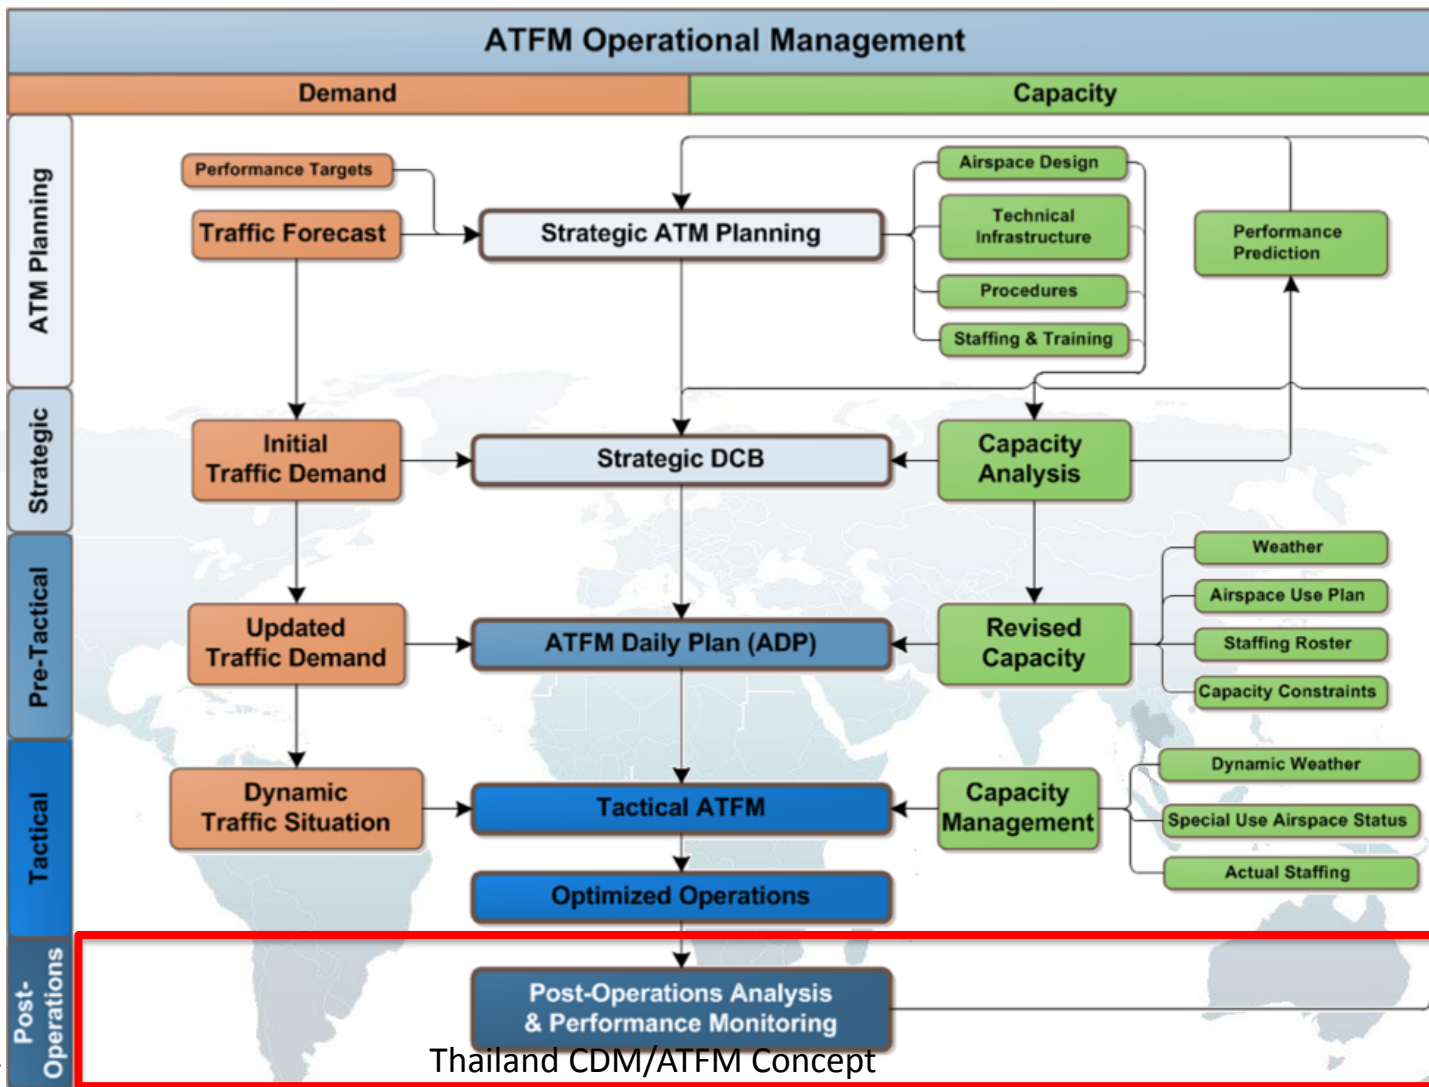 ATFM Operational Management
Demand
Capacity
ATM Planning
Performance Targets
Traffic Forecast
Strategic ATM Planning
Airspace Design
Technical
Infrastructure
Procedures
Staffing & Training
Performance
Prediction
Strategic
Initial
Traffic Demand
Strategic DCB
Capacity
Analysis
Pre-Tactical
Updated
Traffic Demand
ATFM Daily Plan (ADP)
Revised
Capacity
Weather
Airspace Use Plan
Staffing Roster
Capacity Constraints
Tactical
Dynamic
Traffic Situation
Tactical ATFM
Capacity
Management
Dynamic Weather
Special Use Airspace Status
Actual Staffing
Optimized Operations
Post-
Operations
Post-Operations Analysis
& Performance Monitoring
Thailand CDM/ATFM Concept